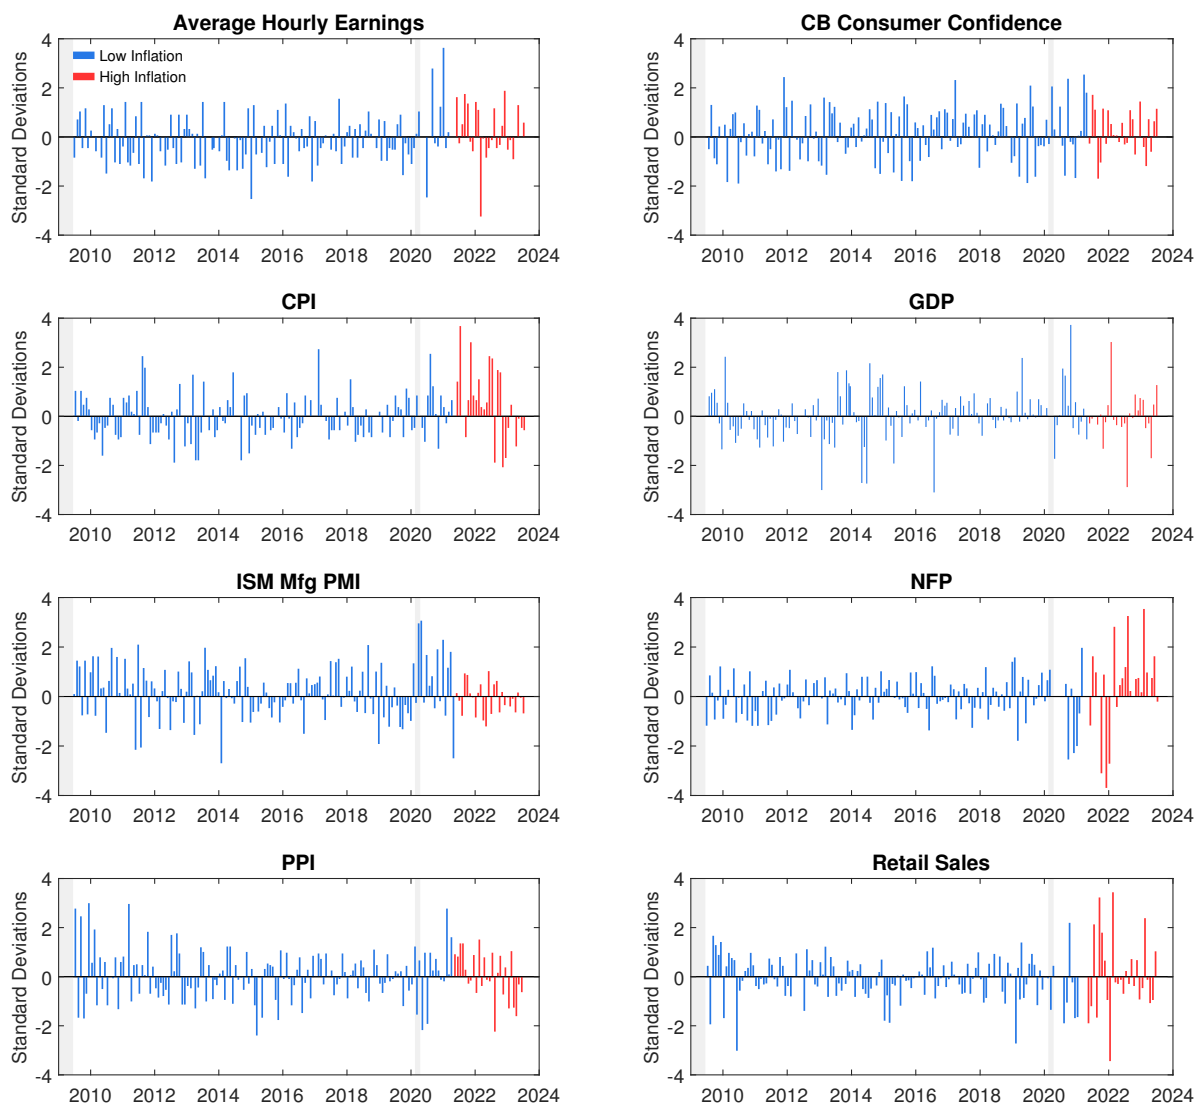 Average Hourly Earnings
Standard Deviations
4
2
0
-2
-4
Low Inflation
High Inflation
2010 2012 2014 2016 2018 2020 2022 2024
CB Consumer Confidence
Standard Deviations
4
2
0
-2
-4
2010 2012 2014 2016 2018 2020 2022 2024
CPI
Standard Deviations
4
2
0
-2
-4
2010 2012 2014 2016 2018 2020 2022 2024
GDP
Standard Deviations
4
2
0
-2
-4
2010 2012 2014 2016 2018 2020 2022 2024
ISM Mfg PMI
Standard Deviations
4
2
0
-2
-4
2010 2012 2014 2016 2018 2020 2022 2024
NFP
Standard Deviations
4
2
0
-2
-4
2010 2012 2014 2016 2018 2020 2022 2024
PPI
Standard Deviations
4
2
0
-2
-4
2010 2012 2014 2016 2018 2020 2022 2024
Retail Sales
Standard Deviations
4
2
0
-2
-4
2010 2012 2014 2016 2018 2020 2022 2024